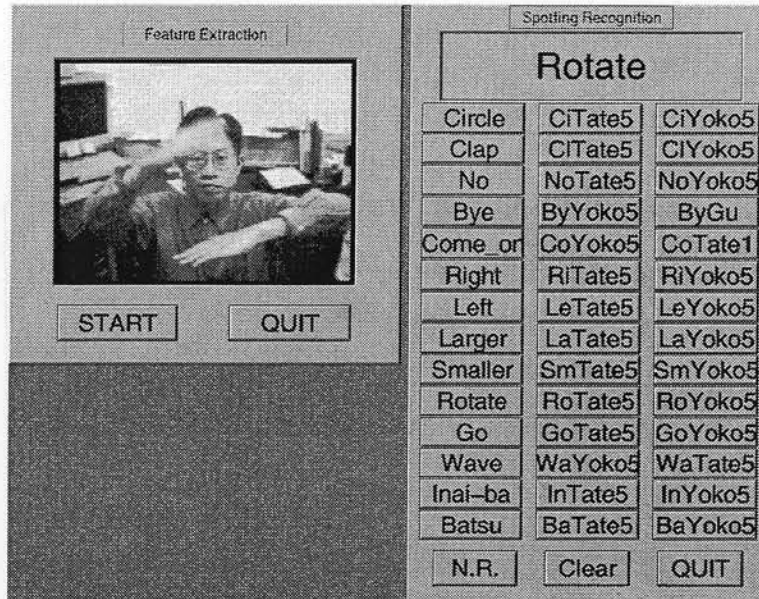 Feature Extraction
START QUIT
Spotting Recognition
Rotate
Circle CiTate5 CiYoko5
Clap ClTate5 ClYoko5
No NoTate5 NoYoko5
Bye ByYoko5 ByGu
Come_on CoYoko5 CoTate1
Right RiTate5 RiYoko5
Left LeTate5 LeYoko5
Larger LaTate5 LaYoko5
Smaller SmTate5 SmYoko5
Rotate RoTate5 RoYoko5
Go GoTate5 GoYoko5
Wave WaYoko5 WaTate5
Inai-ba InTate5 InYoko5
Batsu BaTate5 BaYoko5
N.R. Clear QUIT